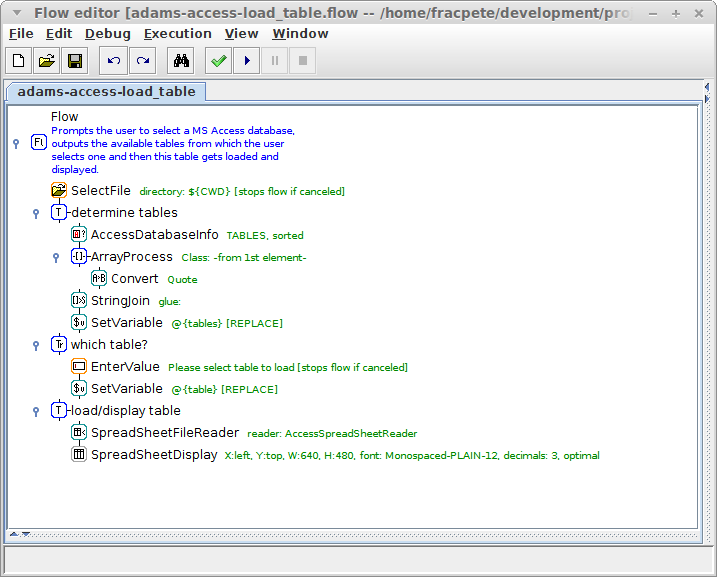 Flow editor [adams-access-load_table.flow -- /home/fracpete/development/pro
File Edit Debug Execution View Window
adams-access-load_table
Flow
Prompts the user to select a MS Access database,
outputs the available tables from which the user
selects one and then this table gets loaded and
displayed.
SelectFile directory: ${CWD} [stops flow if canceled]
determine tables
AccessDatabaseInfo TABLES, sorted
ArrayProcess Class: -from 1st element-
Convert Quote
StringJoin glue:
SetVariable @{tables} [REPLACE]
which table?
EnterValue Please select table to load [stops flow if canceled]
SetVariable @{table} [REPLACE]
load/display table
SpreadSheetFileReader reader: AccessSpreadSheetReader
SpreadSheetDisplay X:left, Y:top, W:640, H:480, font: Monospaced-PLAIN-12, decimals: 3, optimal